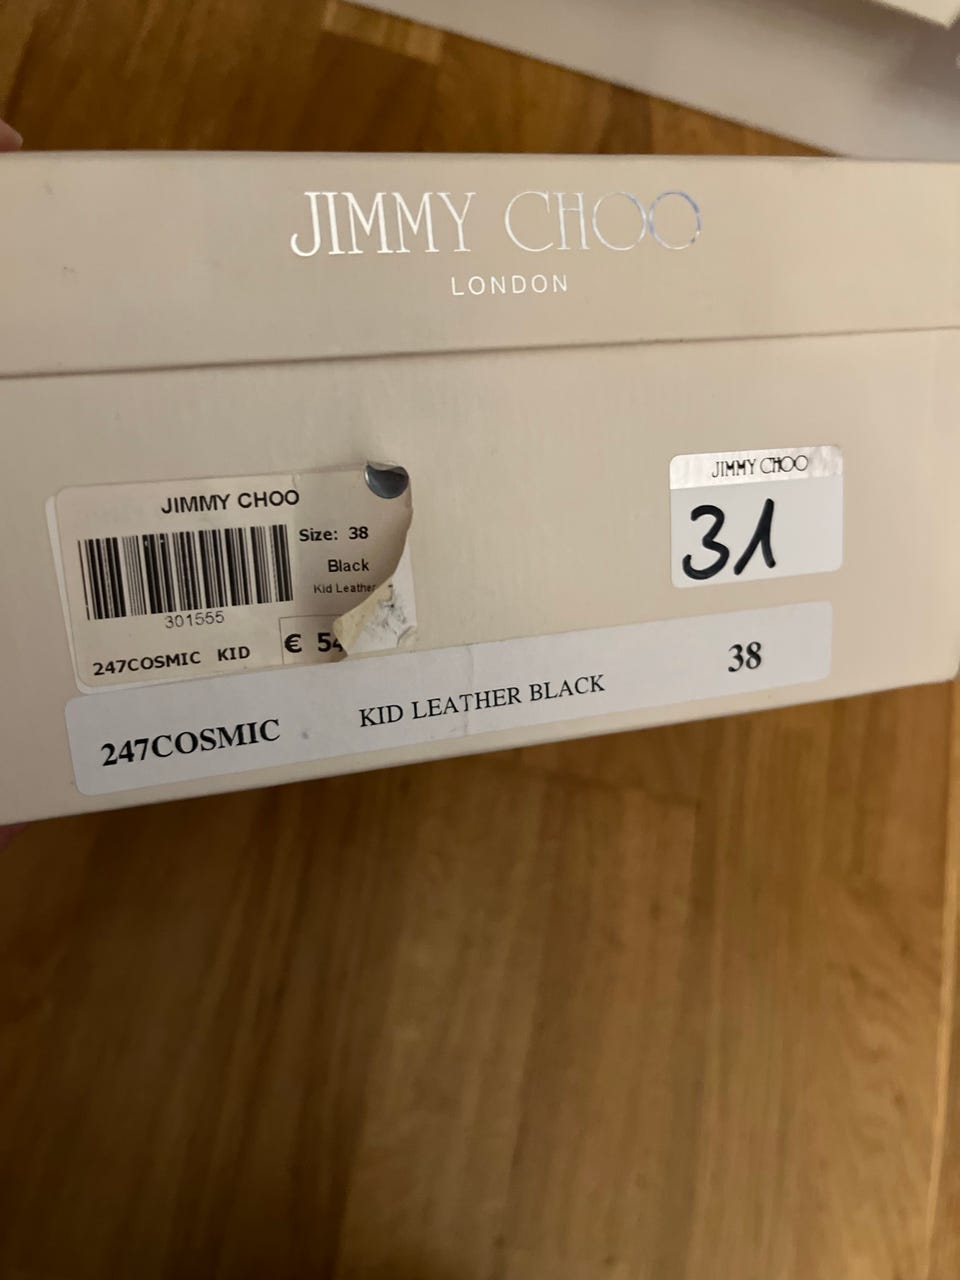 JIMMY CHOO
LONDON
JIMMY CHOO
Size: 38
Black
Kid Leather
301555
247COSMIC KID
€ 54
JIMMY CHOO
31
247COSMIC KID LEATHER BLACK 38